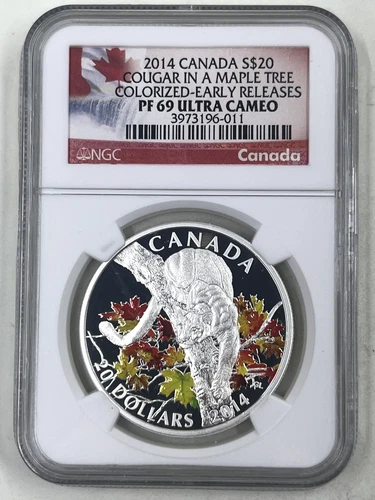 2014 CANADA S$20
COUGAR IN A MAPLE TREE
COLORIZED-EARLY RELEASES
PF 69 ULTRA CAMEO
3973196-011
NGC
Canada
CANADA
20 DOLLARS 2014